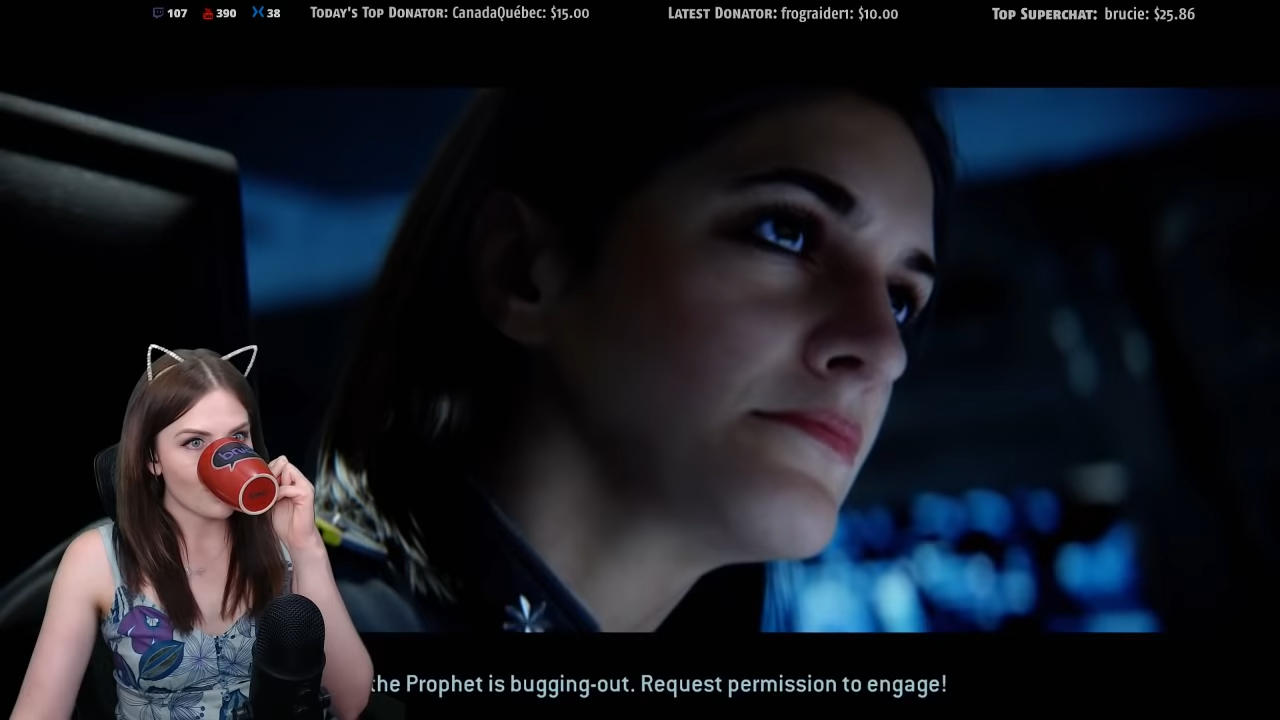 107 390 38 Today's Top Donator: CanadaQuébec: $15.00 Latest Donator: frograider1: $10.00 Top Superchat: brucie: $25.86
the Prophet is bugging-out. Request permission to engage!